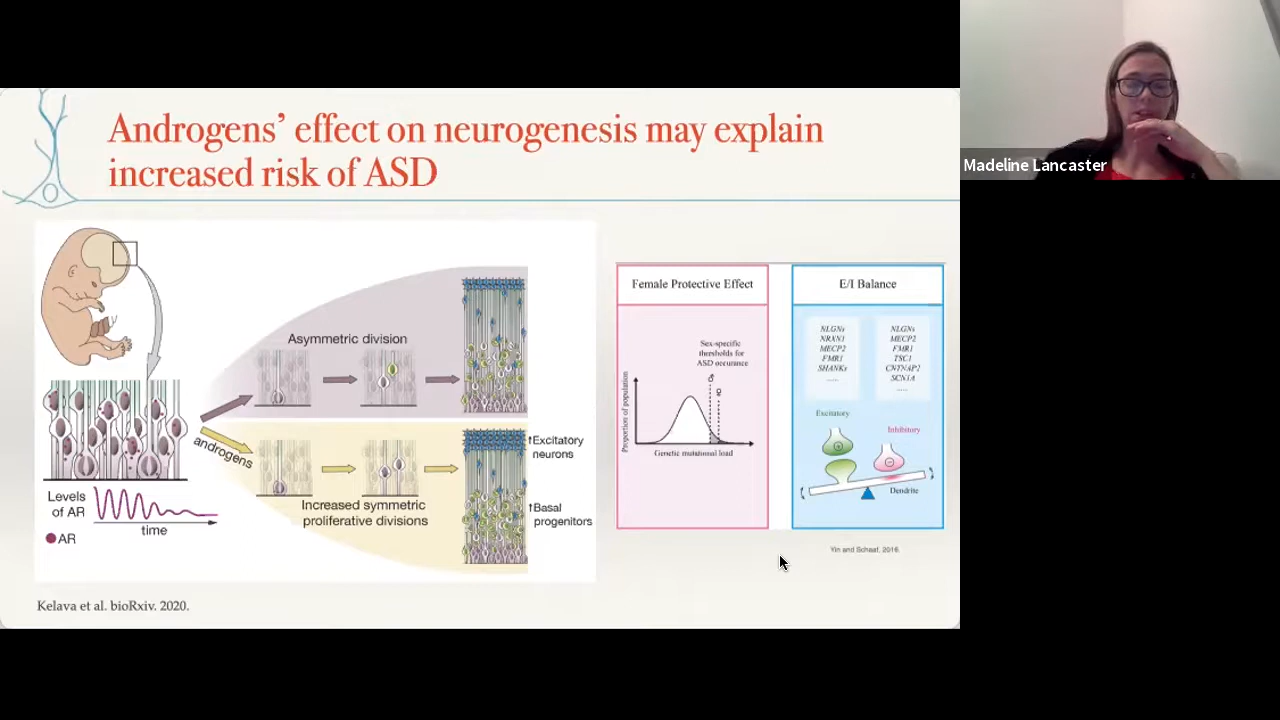 Androgens’ effect on neurogenesis may explain
increased risk of ASD
Madeline Lancaster
Asymmetric division
androgens
Increased symmetric
proliferative divisions
↑Excitatory
neurons
↑Basal
progenitors
Levels
of AR
time
AR
Kelava et al. bioRxiv. 2020.
Female Protective Effect
Sex-specific
thresholds for
ASD occurance
♂
♀
Proportion of population
Genetic mutational load
E/I Balance
NLGNs
NRXN1
MECP2
FMR1
SHANKs
.....
NLGNs
MECP2
FMR1
TSC1
CNTNAP2
SCN1A
.....
Excitatory
Inhibitory
+
−
Dendrite
Yin and Schaaf, 2016